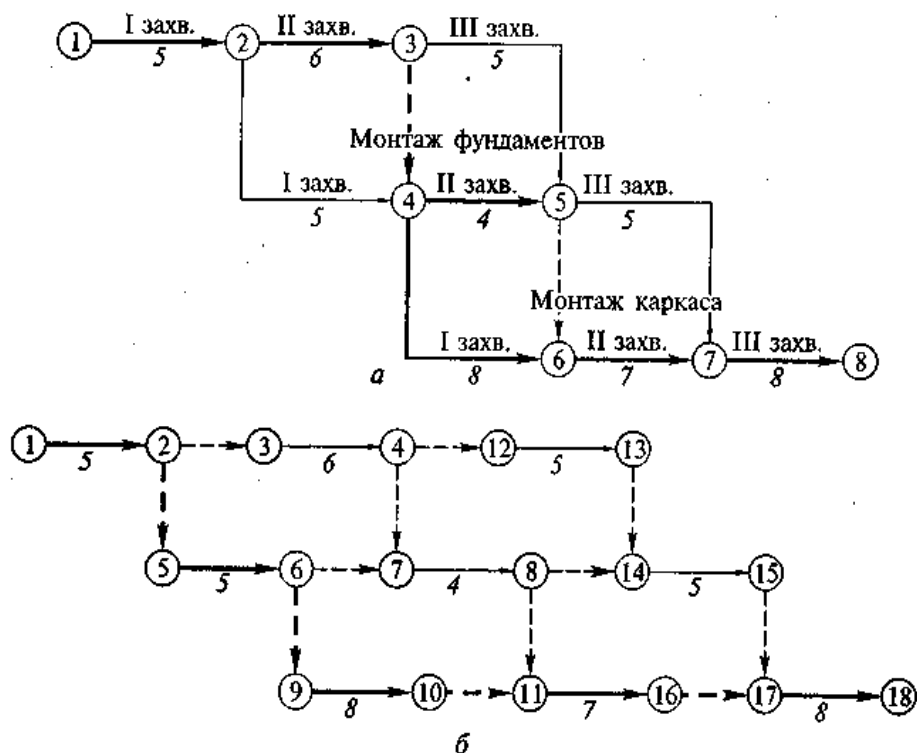 I захв. II захв. III захв.
1 2 3
5 6 5
Монтаж фундаментов
I захв. II захв. III захв.
4 5
5 4 5
Монтаж каркаса
I захв. II захв. III захв.
6 7 8
8 7 8
а
1 2 3 4 12 13
5 6 5
5 6 7 8 14 15
5 4 5
9 10 11 16 17 18
8 7 8
б